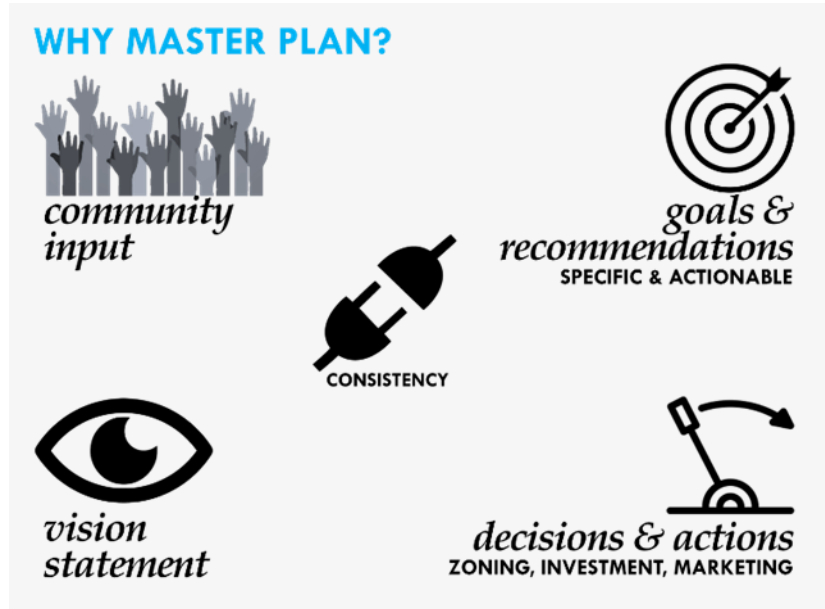 WHY MASTER PLAN?
community
input
goals &
recommendations
SPECIFIC & ACTIONABLE
CONSISTENCY
vision
statement
decisions & actions
ZONING, INVESTMENT, MARKETING